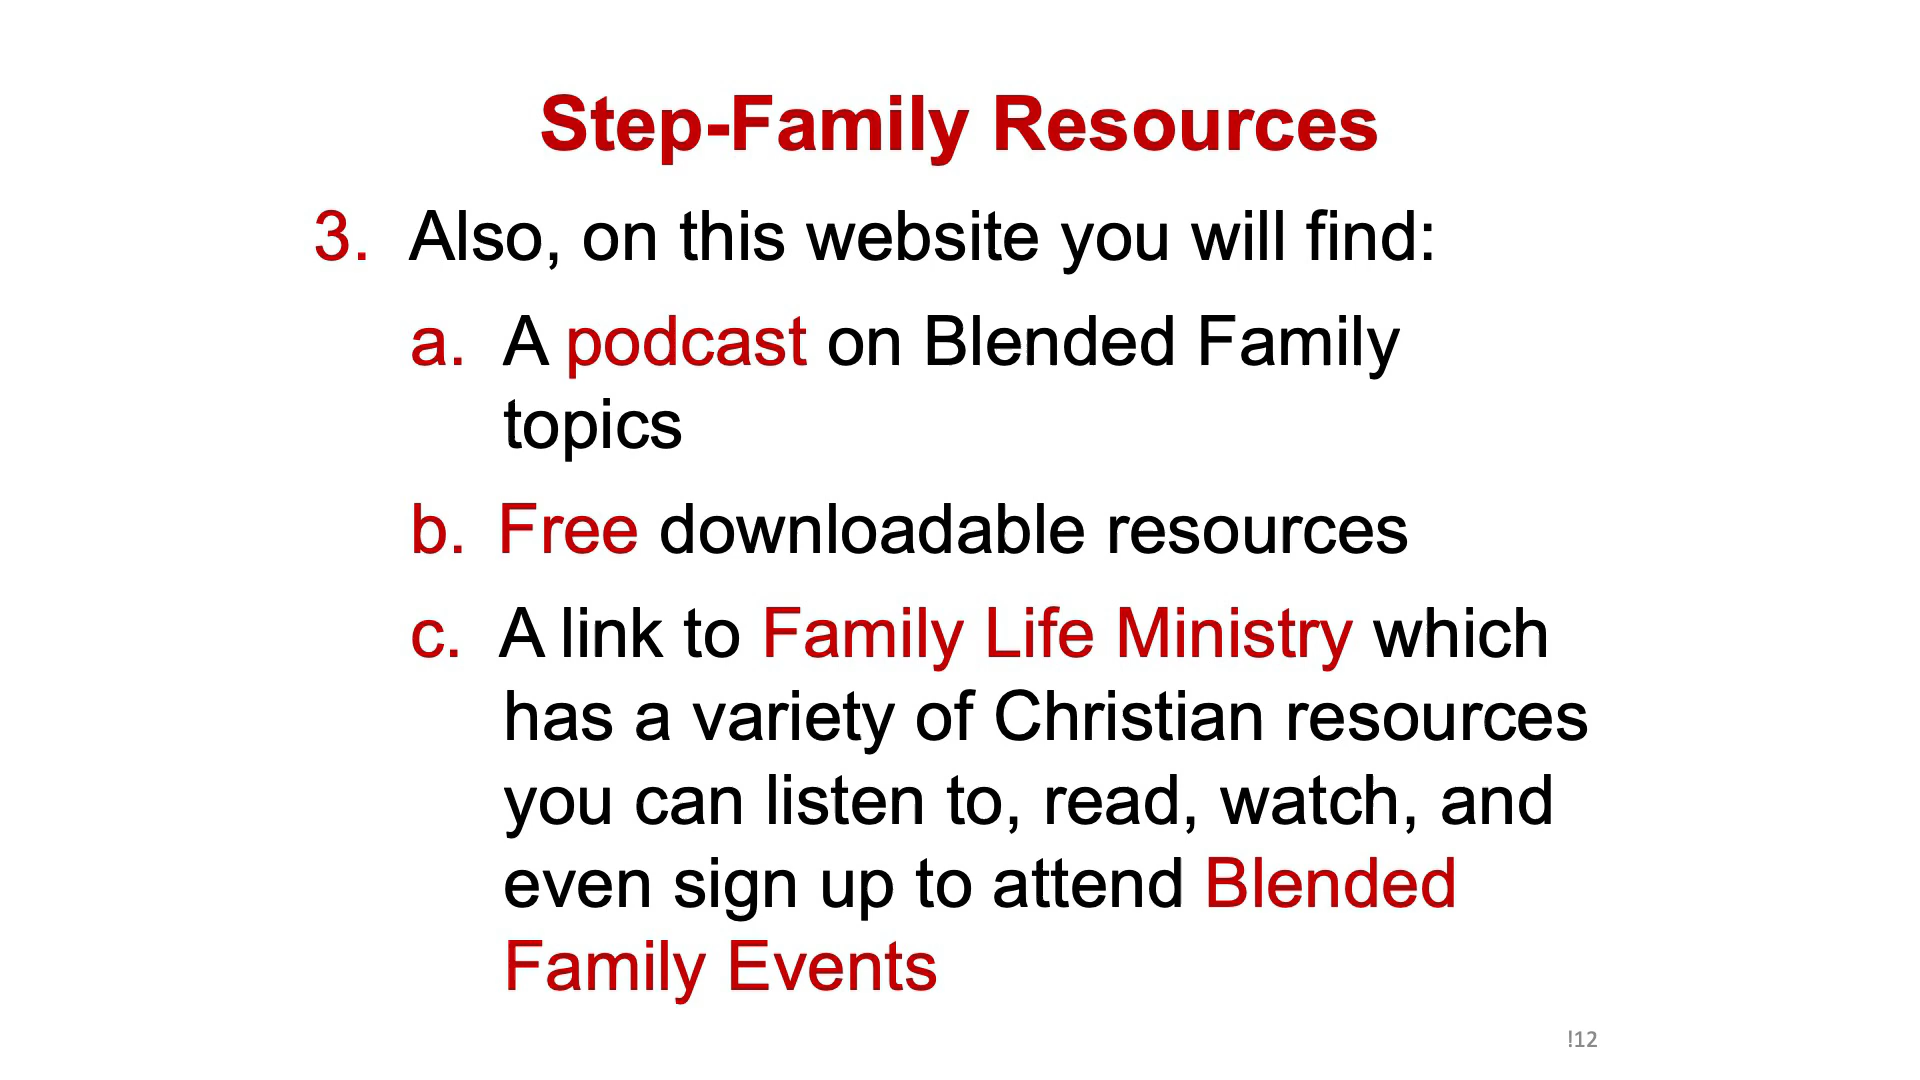 Step-Family Resources
3. Also, on this website you will find:
a. A podcast on Blended Family
topics
b. Free downloadable resources
c. A link to Family Life Ministry which
has a variety of Christian resources
you can listen to, read, watch, and
even sign up to attend Blended
Family Events
!12